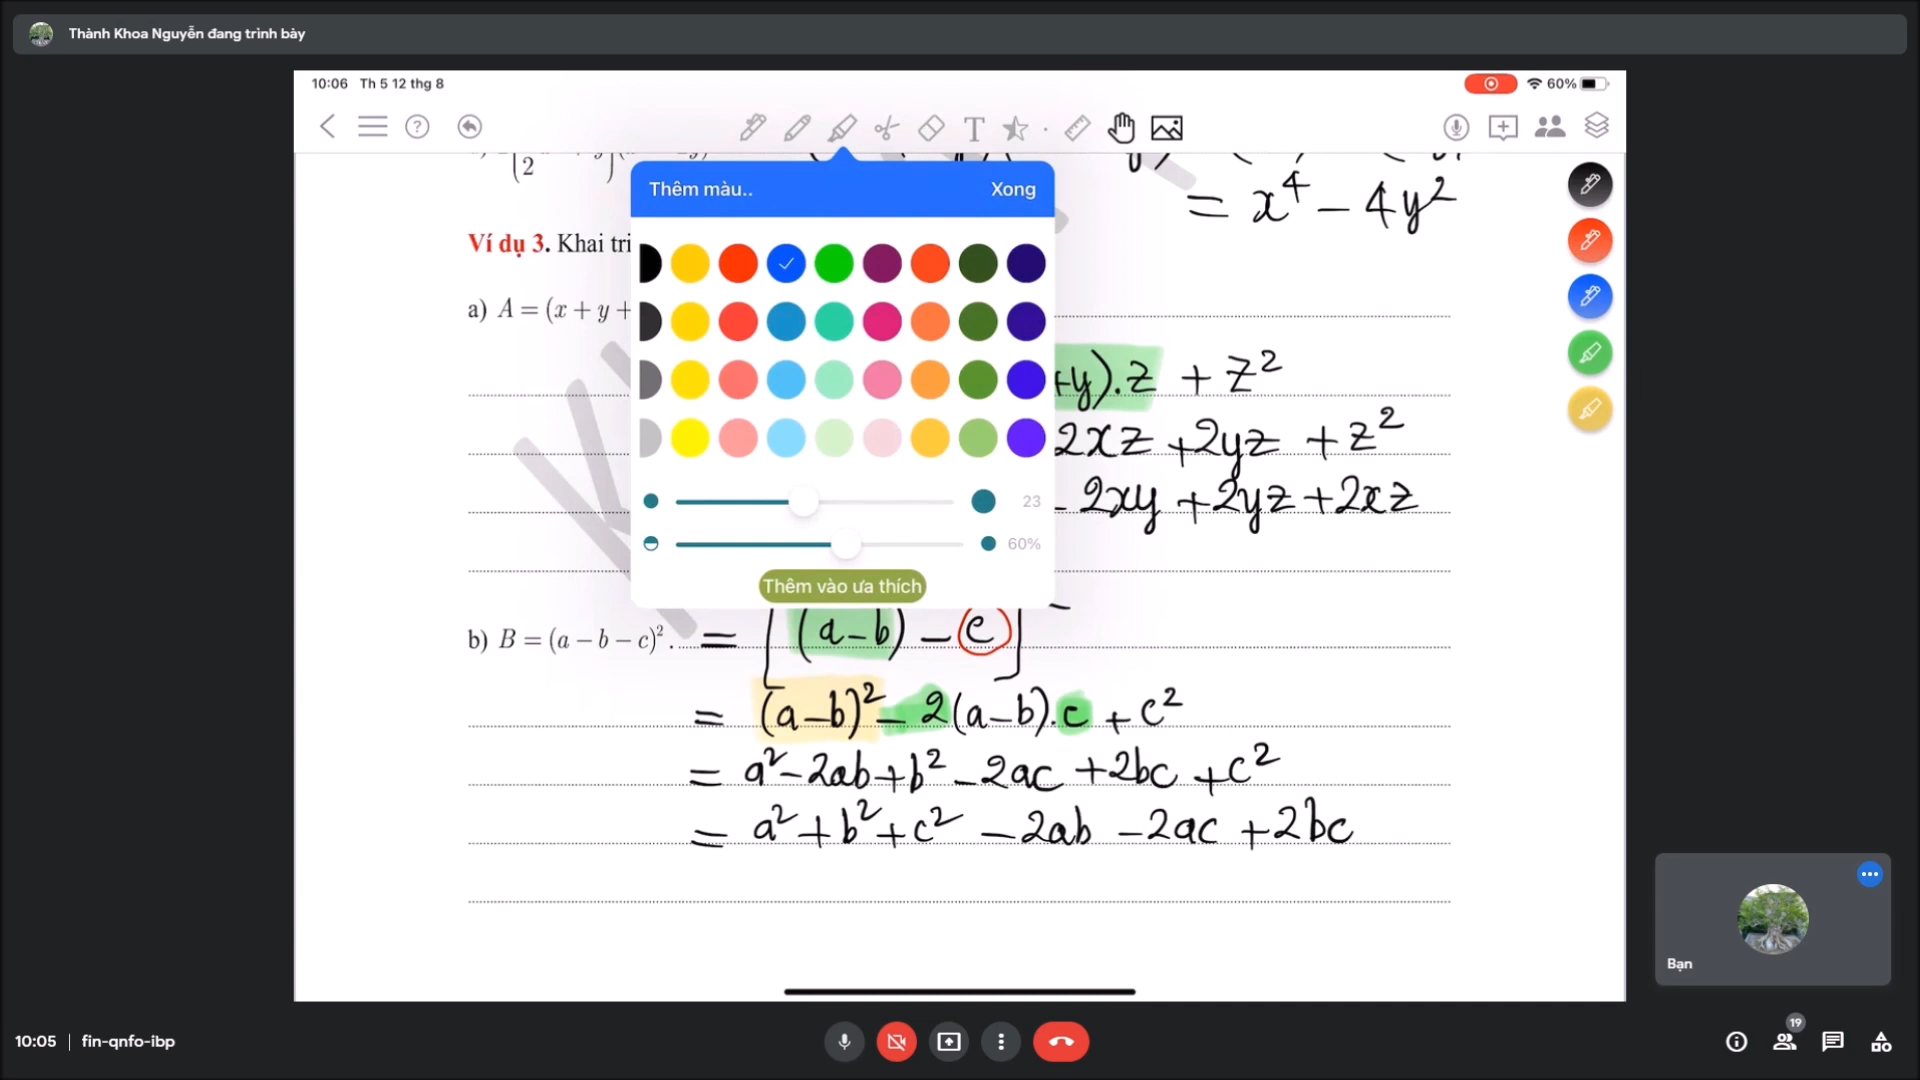 Thành Khoa Nguyễn đang trình bày
10:06 Th 5 12 thg 8
60%
Thêm màu..
Xong
= x⁴ − 4y²
Ví dụ 3. Khai tri
a) A = (x + y +
+y).z + z²
2xz + 2yz + z²
2xy + 2yz + 2xz
23
60%
Thêm vào ưa thích
b) B = (a − b − c)². = [(a − b) − c]
= (a − b)² − 2(a − b).c + c²
= a² − 2ab + b² − 2ac + 2bc + c²
= a² + b² + c² − 2ab − 2ac + 2bc
Bạn
10:05 | fin-qnfo-ibp
19